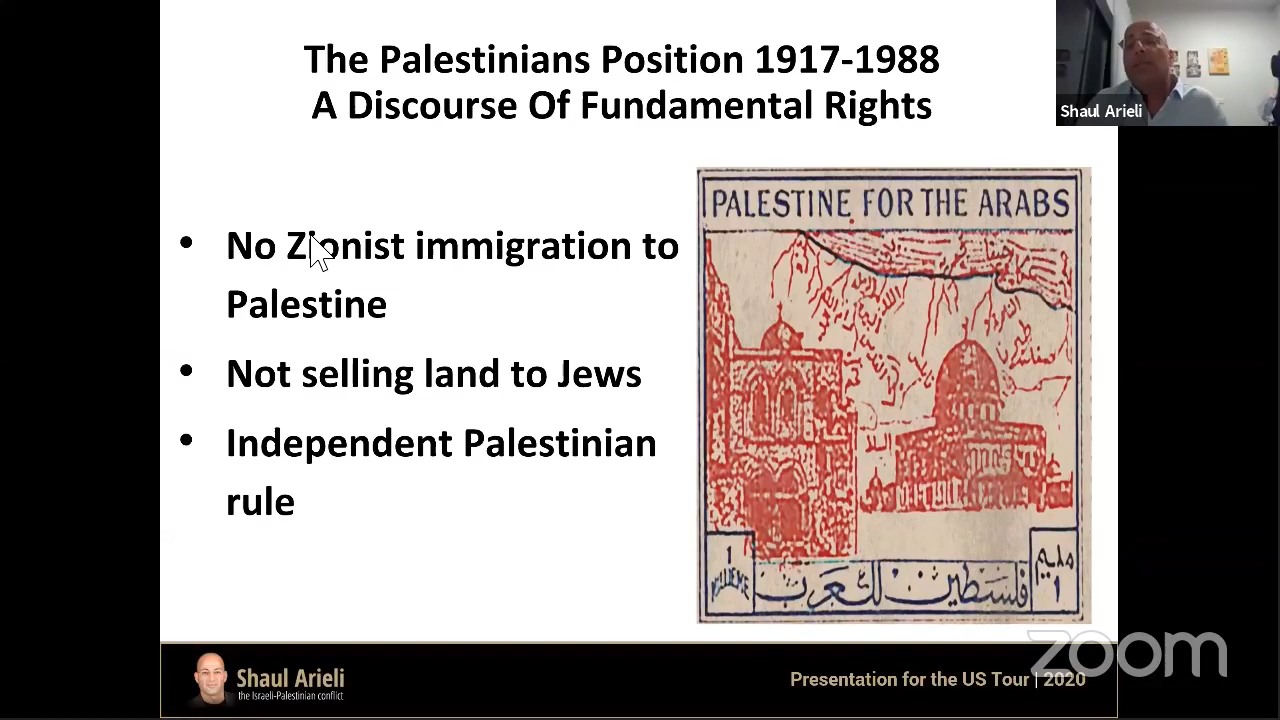 The Palestinians Position 1917-1988
A Discourse Of Fundamental Rights
Shaul Arieli
• No Zionist immigration to
Palestine
• Not selling land to Jews
• Independent Palestinian
rule
PALESTINE FOR THE ARABS
1
MILLIEME
فلسطين للعرب
مليم
١
Shaul Arieli
the Israeli-Palestinian conflict
Presentation for the US Tour | 2020
zoom